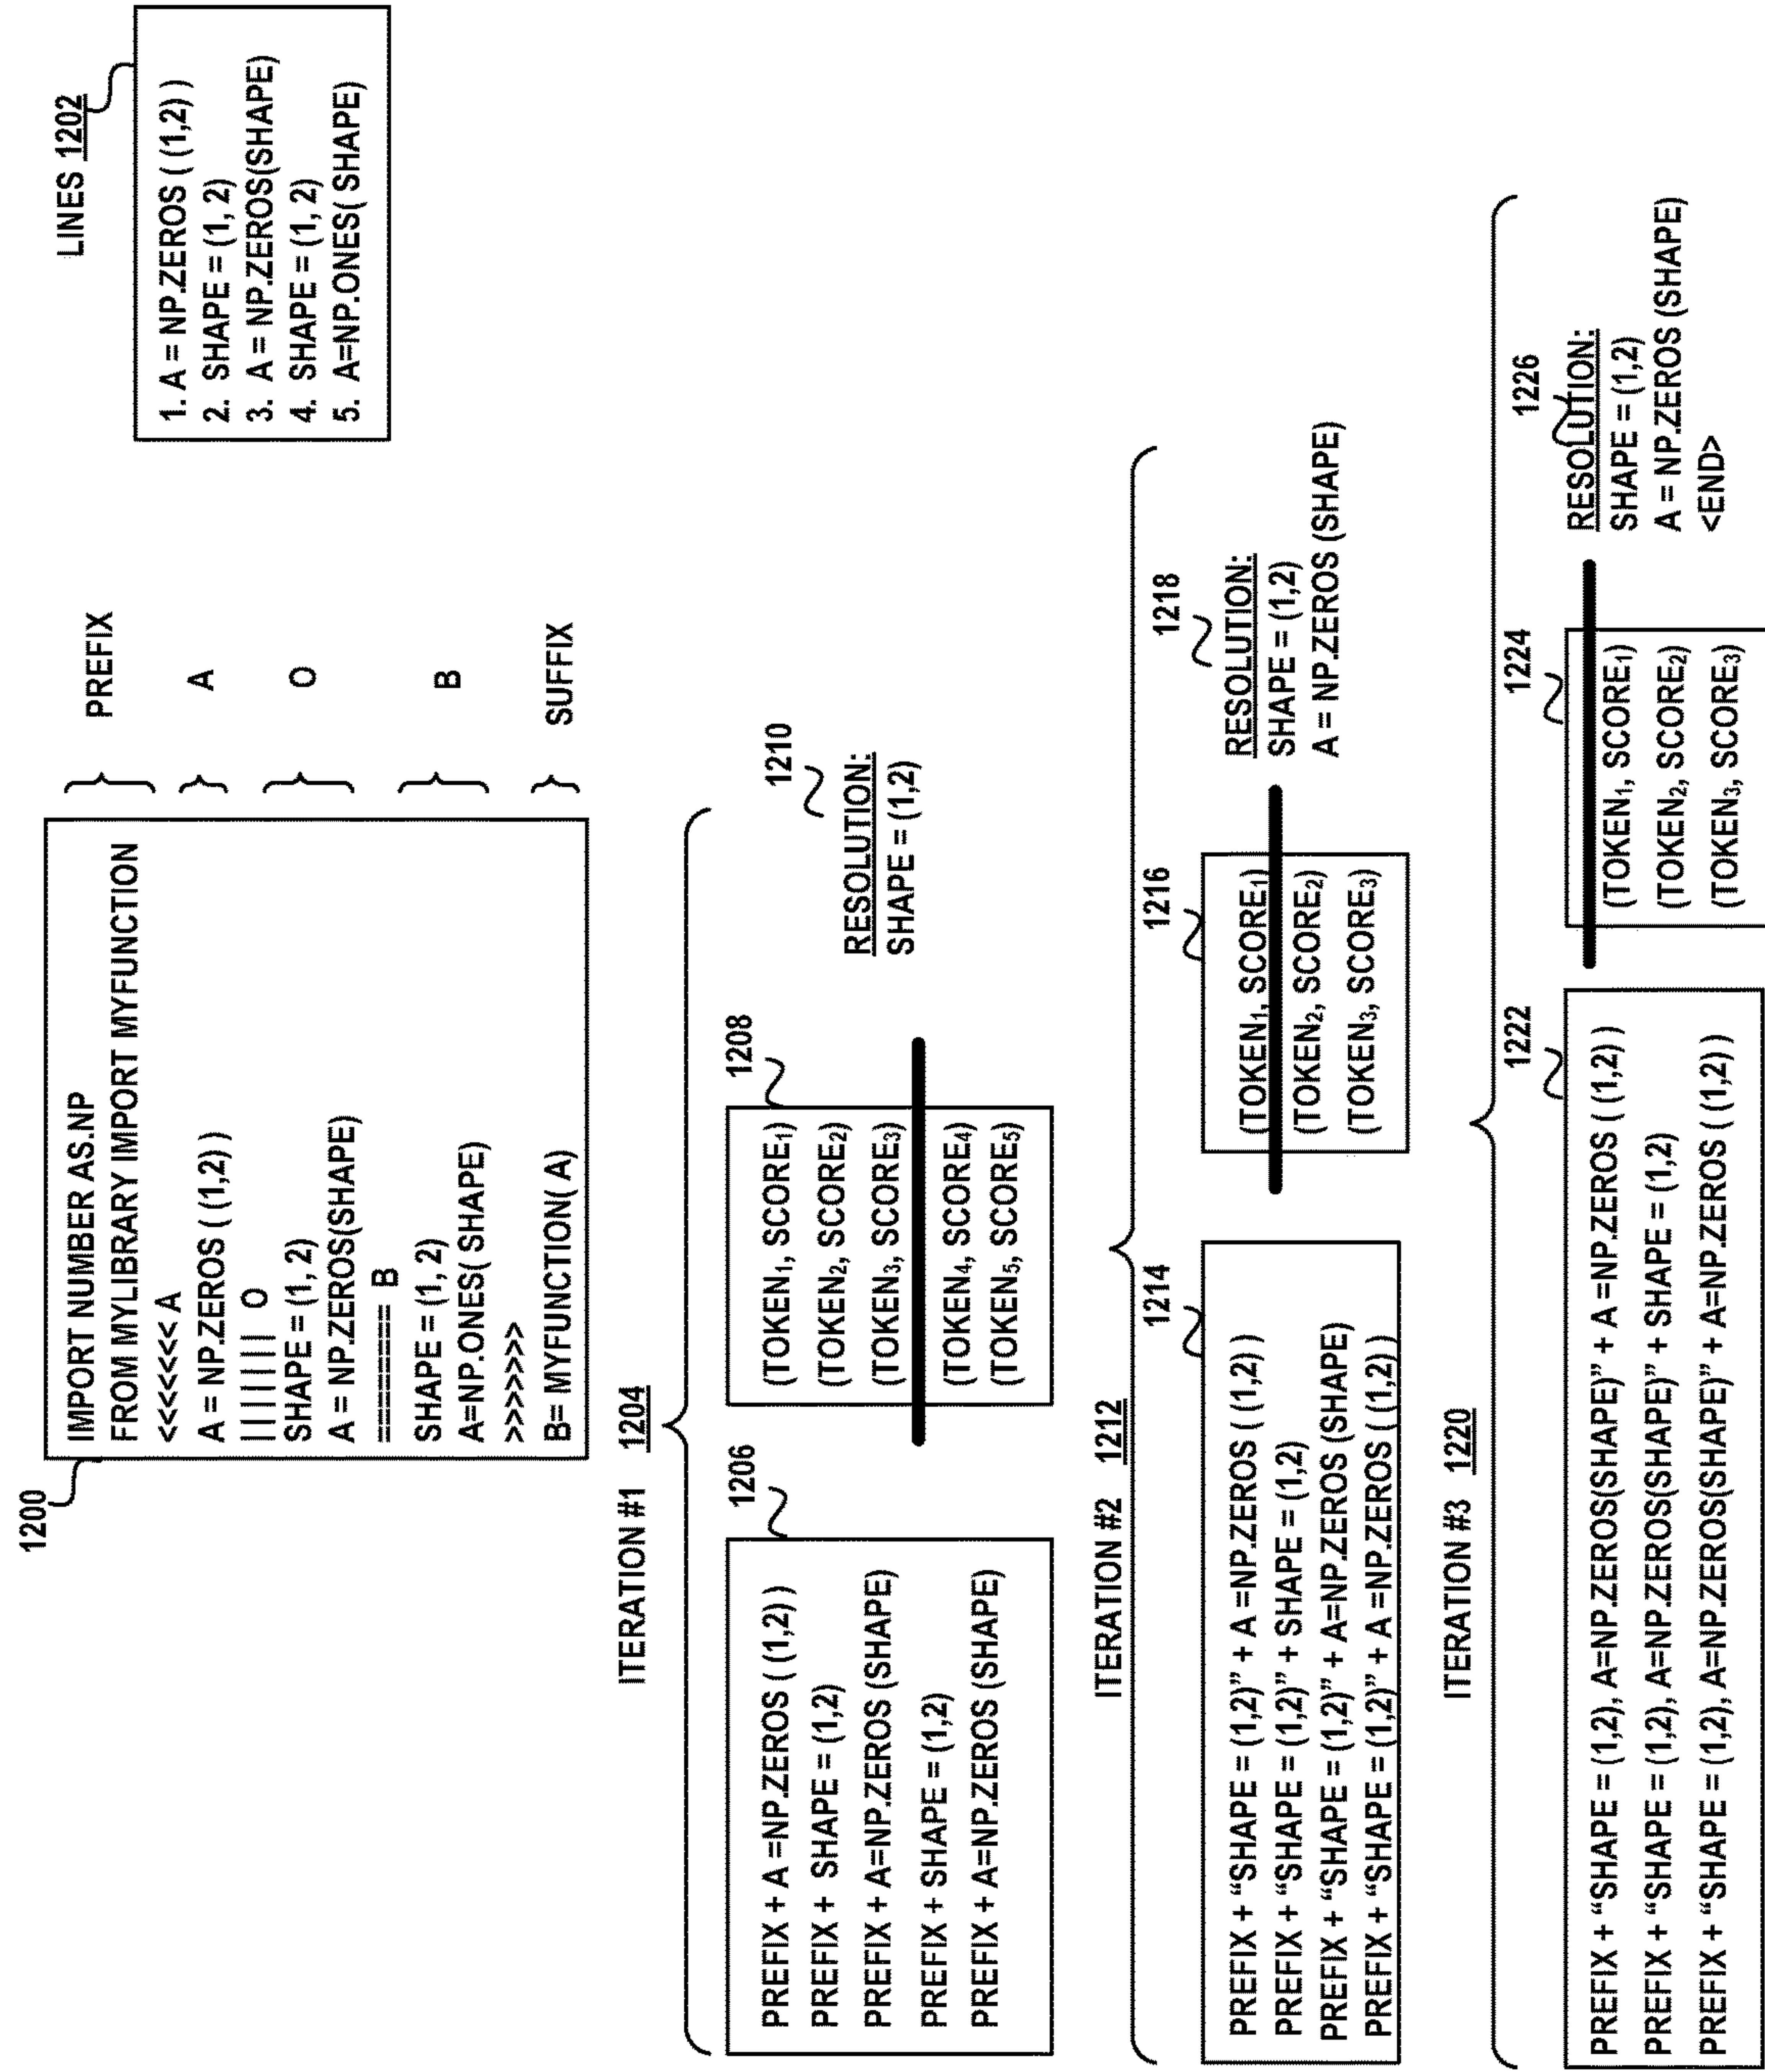 1200
IMPORT NUMBER AS.NP
FROM MYLIBRARY IMPORT MYFUNCTION
<<<<<<< A
A = NP.ZEROS ( (1,2) )
||||||| O
SHAPE = (1, 2)
A = NP.ZEROS(SHAPE)
========= B
SHAPE = (1, 2)
A=NP.ONES( SHAPE)
>>>>>>>
B= MYFUNCTION( A)
PREFIX
A
O
B
SUFFIX
LINES 1202
1. A = NP.ZEROS ( (1,2) )
2. SHAPE = (1, 2)
3. A = NP.ZEROS(SHAPE)
4. SHAPE = (1, 2)
5. A=NP.ONES( SHAPE)
ITERATION #1 1204
1206
PREFIX + A =NP.ZEROS ( (1,2) )
PREFIX + SHAPE = (1,2)
PREFIX + A=NP.ZEROS (SHAPE)
PREFIX + SHAPE = (1,2)
PREFIX + A=NP.ZEROS (SHAPE)
1208
(TOKEN1, SCORE1)
(TOKEN2, SCORE2)
(TOKEN3, SCORE3)
(TOKEN4, SCORE4)
(TOKEN5, SCORE5)
1210
RESOLUTION:
SHAPE = (1,2)
ITERATION #2 1212
1214
PREFIX + “SHAPE = (1,2)” + A =NP.ZEROS ( (1,2) )
PREFIX + “SHAPE = (1,2)” + SHAPE = (1,2)
PREFIX + “SHAPE = (1,2)” + A=NP.ZEROS (SHAPE)
PREFIX + “SHAPE = (1,2)” + A =NP.ZEROS ( (1,2) )
1216
(TOKEN1, SCORE1)
(TOKEN2, SCORE2)
(TOKEN3, SCORE3)
1218
RESOLUTION:
SHAPE = (1,2)
A = NP.ZEROS (SHAPE)
ITERATION #3 1220
1222
PREFIX + “SHAPE = (1,2), A=NP.ZEROS(SHAPE)” + A =NP.ZEROS ( (1,2) )
PREFIX + “SHAPE = (1,2), A=NP.ZEROS(SHAPE)” + SHAPE = (1,2)
PREFIX + “SHAPE = (1,2), A=NP.ZEROS(SHAPE)” + A=NP.ZEROS ( (1,2) )
1224
(TOKEN1, SCORE1)
(TOKEN2, SCORE2)
(TOKEN3, SCORE3)
1226
RESOLUTION:
SHAPE = (1,2)
A = NP.ZEROS (SHAPE)
<END>